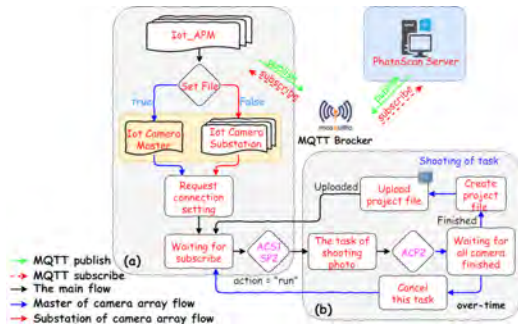 Iot_APM
Set File
True
False
Iot Camera
Master
Iot Camera
Substation
Request
connection
setting
Waiting for
subscribe
(a)
publish
subscribe
MQTT Brocker
PhotoScan Server
publish
subscribe
Shooting of task
Uploaded
Upload
project file
Create
project
file
Finished
ACS1
SP2
action = "run"
The task of
shooting
photo
ACP2
Waiting for
all camera
finished
Cancel
this task
over-time
(b)
MQTT publish
MQTT subscribe
The main flow
Master of camera array flow
Substation of camera array flow